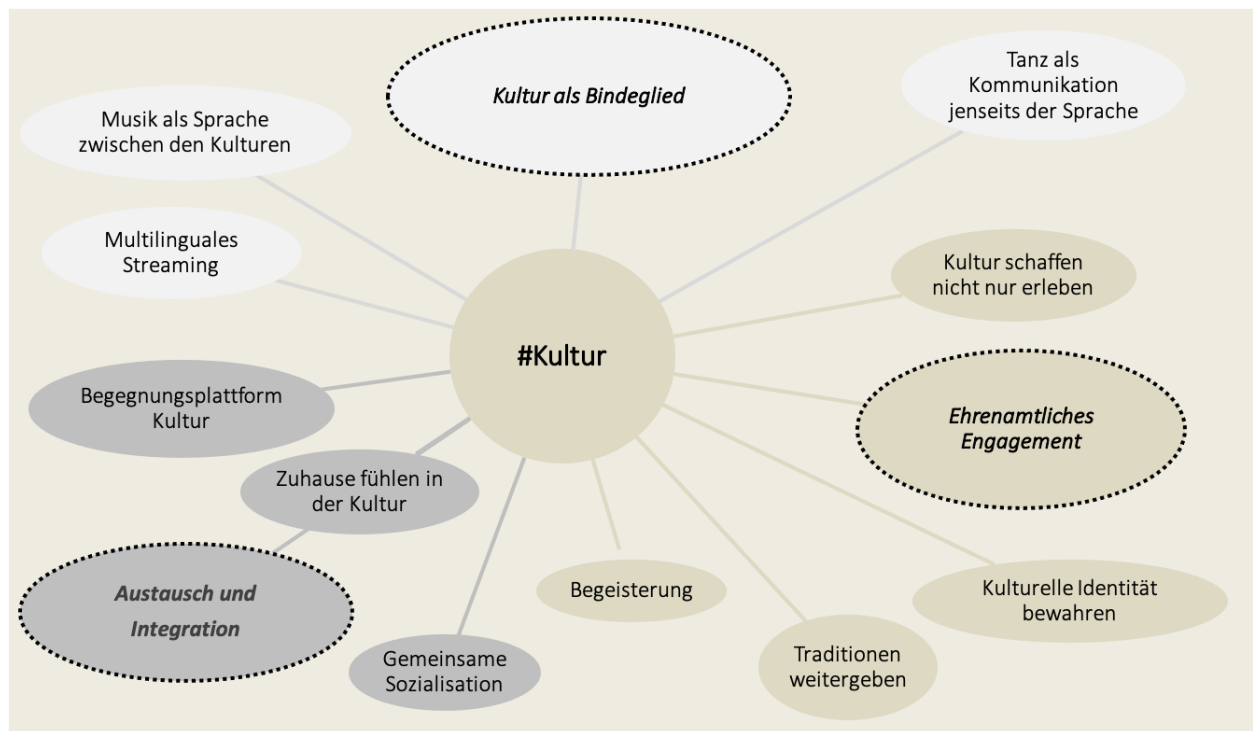 Kultur als Bindeglied
Tanz als
Kommunikation
jenseits der Sprache
Musik als Sprache
zwischen den Kulturen
Multilinguales
Streaming
Kultur schaffen
nicht nur erleben
#Kultur
Begegnungsplattform
Kultur
Ehrenamtliches
Engagement
Zuhause fühlen in
der Kultur
Austausch und
Integration
Begeisterung
Kulturelle Identität
bewahren
Gemeinsame
Sozialisation
Traditionen
weitergeben